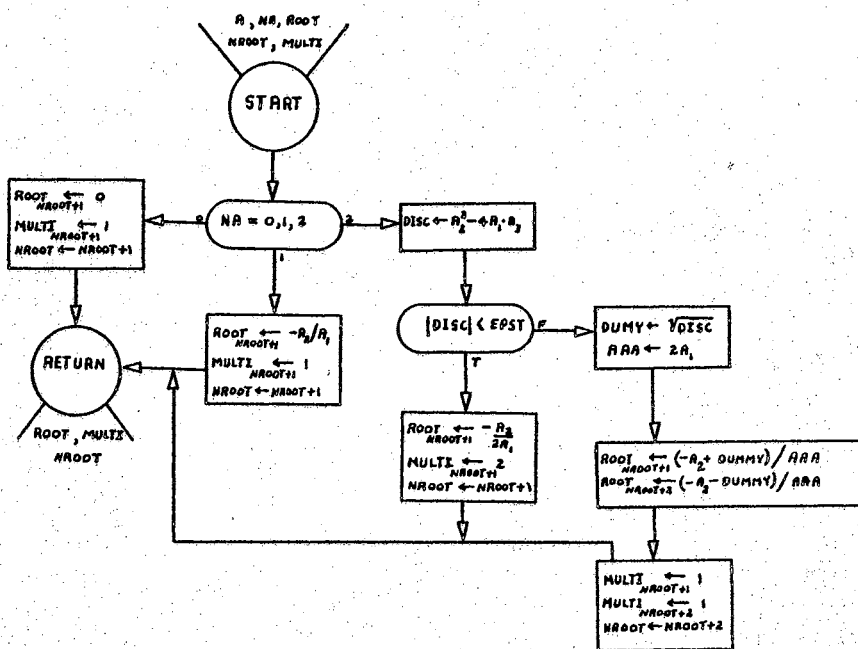 A, NA, ROOT
NROOT, MULTI
START
ROOT NROOT+1 ← 0
MULTI NROOT+1 ← 1
NROOT ← NROOT+1
0
NA = 0,1,2
2
1
DISC ← A₂² - 4A₁·A₃
|DISC| < EPST
F
T
DUMY ← √DISC
AAA ← 2A₁
ROOT NROOT+1 ← -A₂/A₁
MULTI NROOT+1 ← 1
NROOT ← NROOT+1
RETURN
ROOT, MULTI
NROOT
ROOT NROOT+1 ← -A₂/2A₁
MULTI NROOT+1 ← 2
NROOT ← NROOT+1
ROOT NROOT+1 ← (-A₂+ DUMMY)/AAA
ROOT NROOT+2 ← (-A₂- DUMMY)/AAA
MULTI NROOT+1 ← 1
MULTI NROOT+2 ← 1
NROOT ← NROOT+2